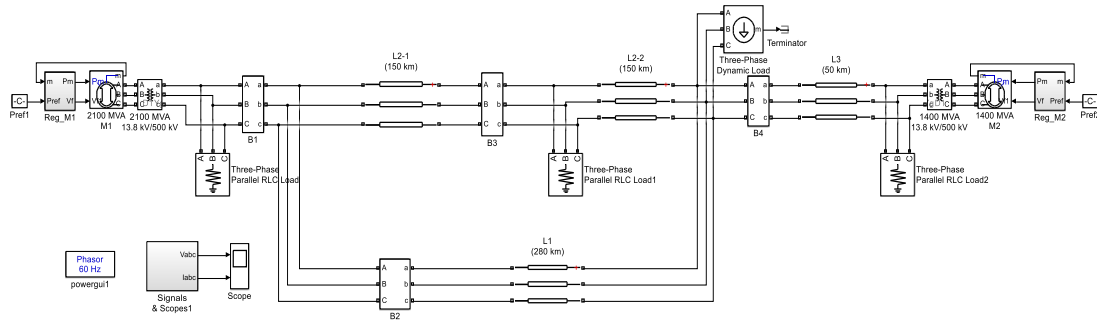 A
B
C
m
Terminator
Three-Phase
Dynamic Load
L2-1
(150 km)
L2-2
(150 km)
L3
(50 km)
-C-
Pref1
m
Pm
Pref
Vf
Reg_M1
Pm
m
A
B
C
Vf
2100 MVA
M1
A
B
C
a
b
c
2100 MVA
13.8 kV/500 kV
A
B
C
a
b
c
B1
A
B
C
a
b
c
B3
A
B
C
a
b
c
B4
a
b
c
A
B
C
1400 MVA
13.8 kV/500 kV
m
Pm
A
B
C
Vf
1400 MVA
M2
Pm
m
Vf
Pref
Reg_M2
-C-
A
B
C
Three-Phase
Parallel RLC Load
A
B
C
Three-Phase
Parallel RLC Load1
A
B
C
Three-Phase
Parallel RLC Load2
L1
(280 km)
A
B
C
a
b
c
B2
Phasor
60 Hz
powergui1
Vabc
Iabc
Signals
& Scopes1
Scope